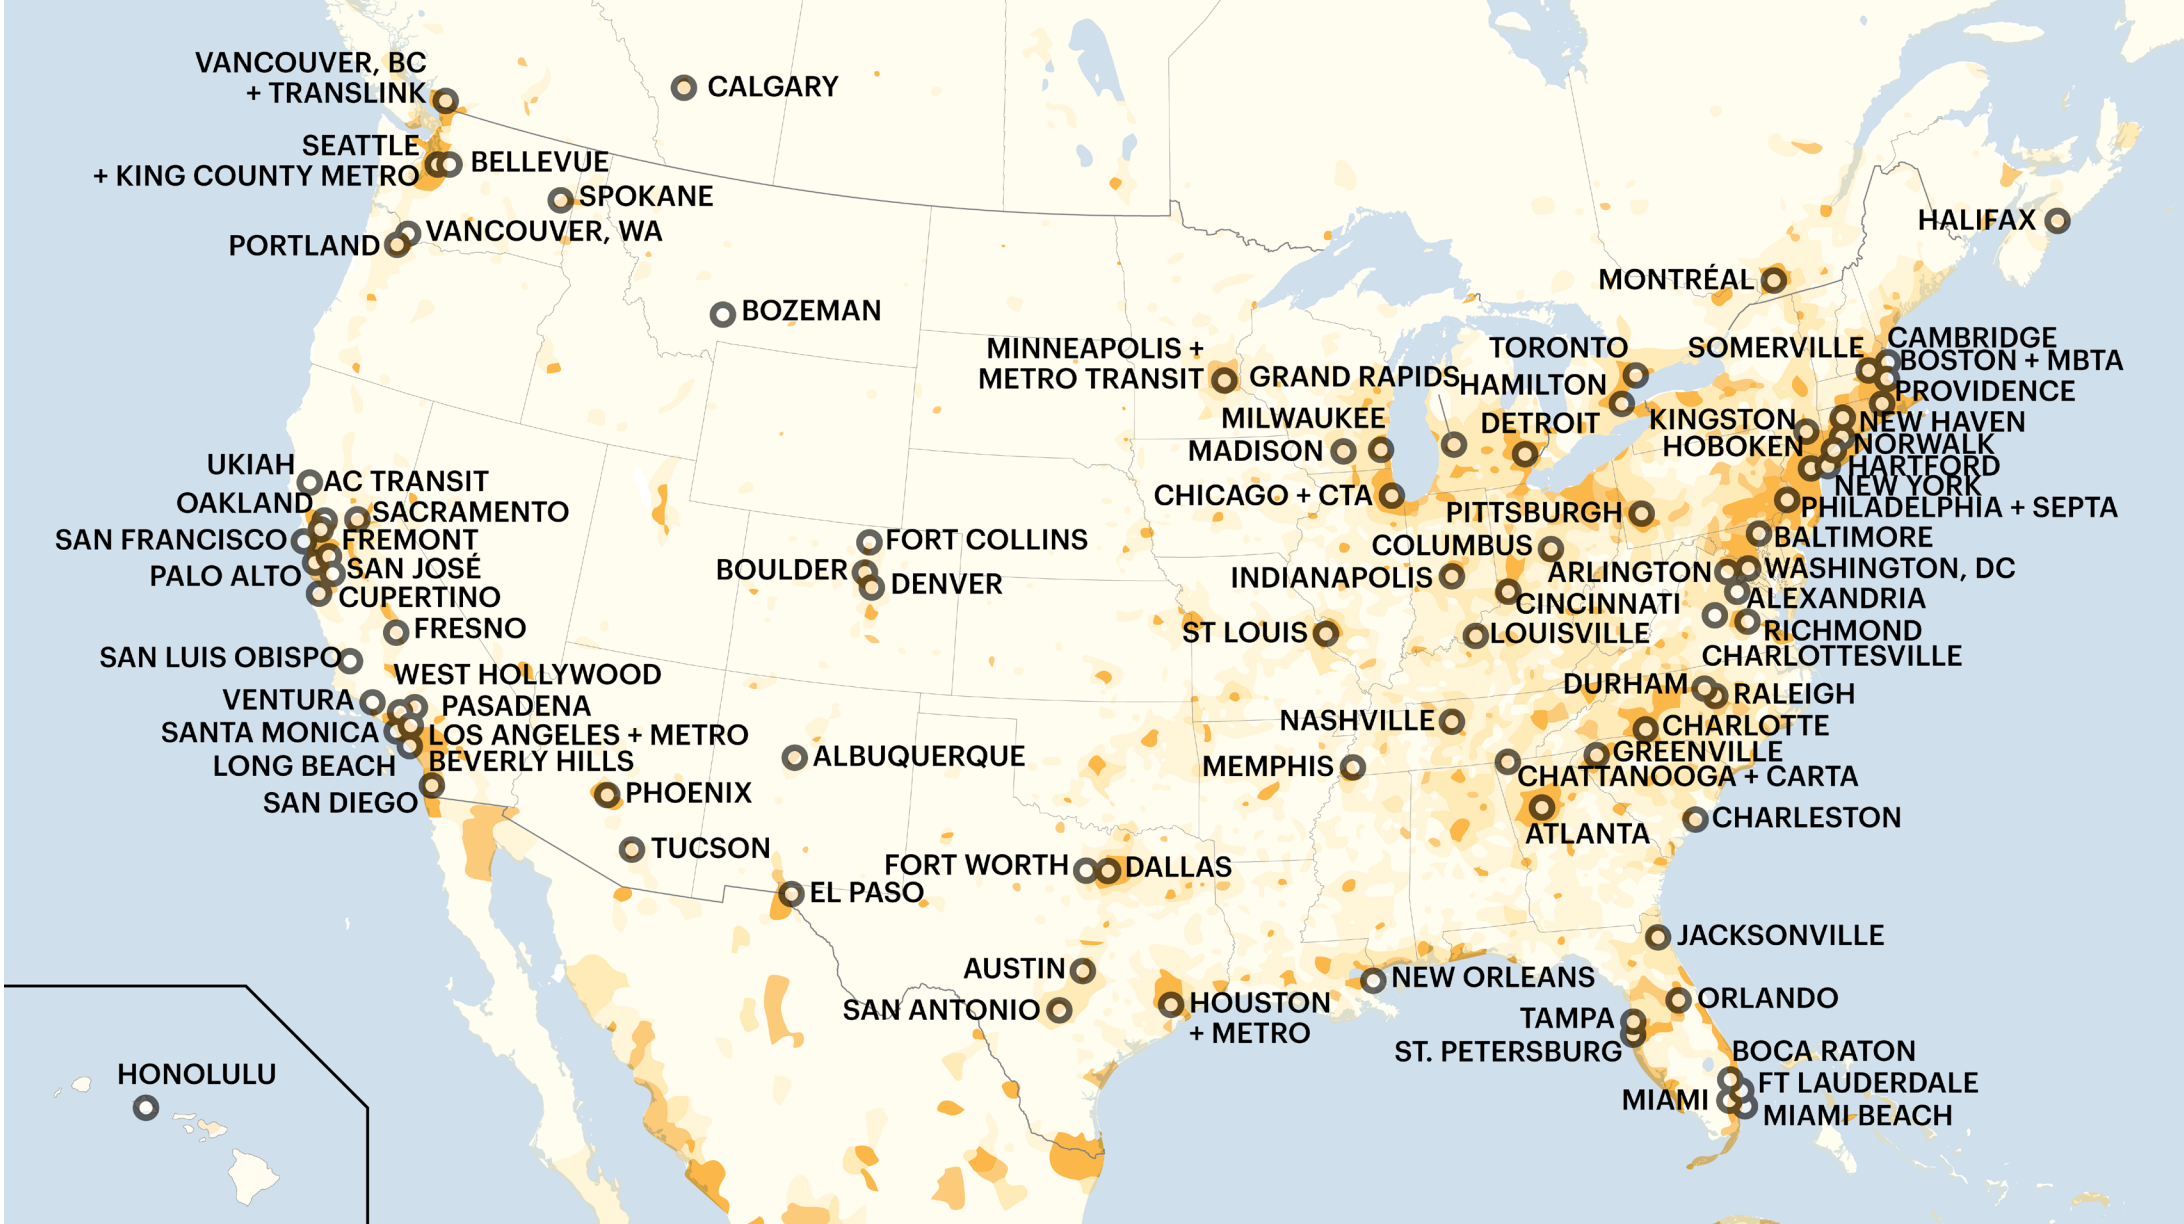 VANCOUVER, BC
+ TRANSLINK
CALGARY
SEATTLE
+ KING COUNTY METRO
BELLEVUE
SPOKANE
VANCOUVER, WA
PORTLAND
HALIFAX
MONTRÉAL
BOZEMAN
MINNEAPOLIS +
METRO TRANSIT
GRAND RAPIDS
TORONTO
HAMILTON
SOMERVILLE
CAMBRIDGE
BOSTON + MBTA
PROVIDENCE
MILWAUKEE
MADISON
DETROIT
KINGSTON
NEW HAVEN
HOBOKEN
NORWALK
HARTFORD
NEW YORK
UKIAH
AC TRANSIT
OAKLAND
SACRAMENTO
SAN FRANCISCO
FREMONT
PALO ALTO
SAN JOSÉ
CUPERTINO
FRESNO
CHICAGO + CTA
PITTSBURGH
PHILADELPHIA + SEPTA
BALTIMORE
FORT COLLINS
BOULDER
DENVER
COLUMBUS
INDIANAPOLIS
ARLINGTON
WASHINGTON, DC
CINCINNATI
ALEXANDRIA
ST LOUIS
LOUISVILLE
RICHMOND
CHARLOTTESVILLE
SAN LUIS OBISPO
WEST HOLLYWOOD
VENTURA
PASADENA
SANTA MONICA
LOS ANGELES + METRO
LONG BEACH
BEVERLY HILLS
SAN DIEGO
DURHAM
RALEIGH
NASHVILLE
CHARLOTTE
GREENVILLE
MEMPHIS
CHATTANOOGA + CARTA
ALBUQUERQUE
PHOENIX
TUCSON
ATLANTA
CHARLESTON
FORT WORTH
DALLAS
EL PASO
JACKSONVILLE
AUSTIN
SAN ANTONIO
HOUSTON
+ METRO
NEW ORLEANS
ORLANDO
TAMPA
ST. PETERSBURG
BOCA RATON
FT LAUDERDALE
MIAMI
MIAMI BEACH
HONOLULU